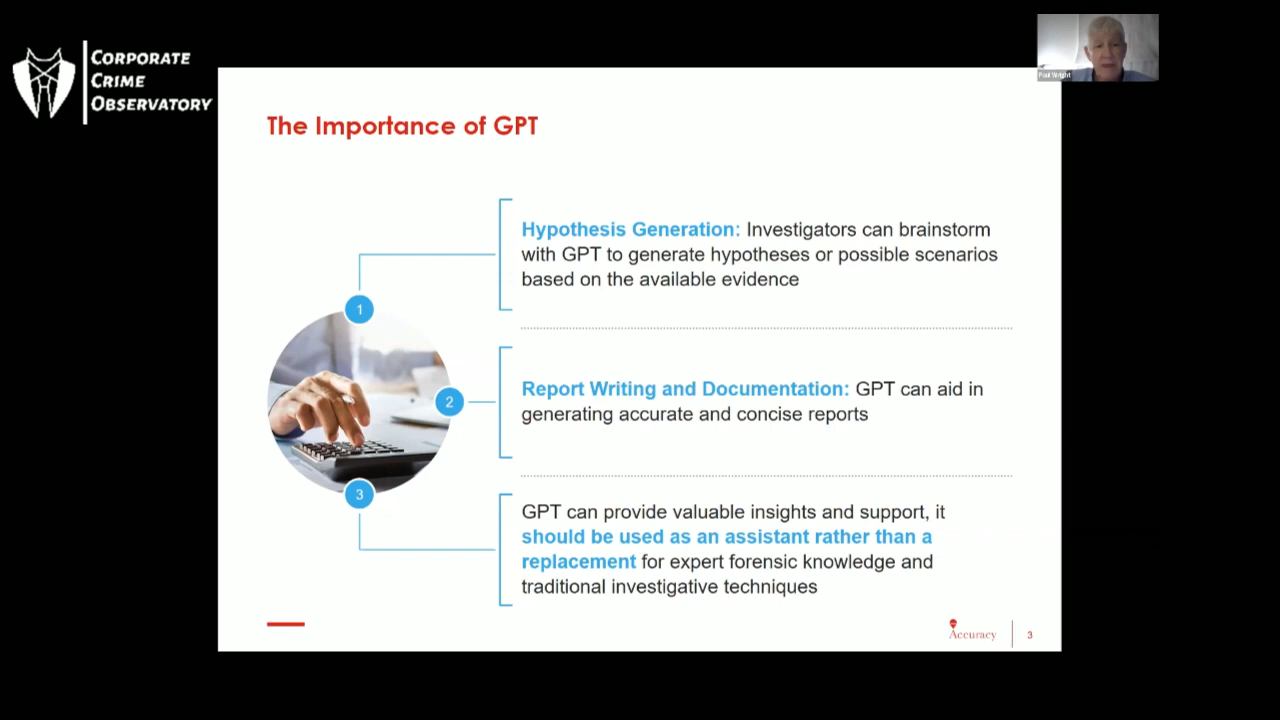 CORPORATE
CRIME
OBSERVATORY
Paul Wright
The Importance of GPT
1
Hypothesis Generation: Investigators can brainstorm
with GPT to generate hypotheses or possible scenarios
based on the available evidence
2
Report Writing and Documentation: GPT can aid in
generating accurate and concise reports
3
GPT can provide valuable insights and support, it
should be used as an assistant rather than a
replacement for expert forensic knowledge and
traditional investigative techniques
Accuracy
3